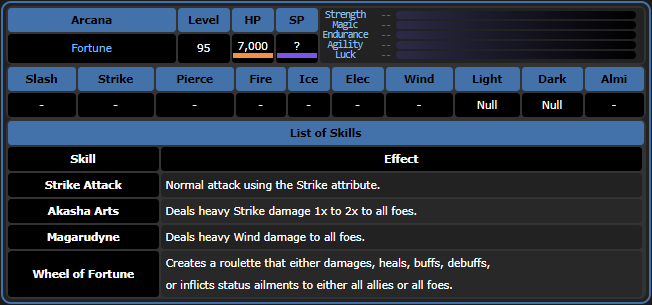 Arcana Level HP SP
Fortune 95 7,000 ?
Strength --
Magic --
Endurance --
Agility --
Luck --
Slash Strike Pierce Fire Ice Elec Wind Light Dark Almi
- - - - - - - Null Null -
List of Skills
Skill Effect
Strike Attack Normal attack using the Strike attribute.
Akasha Arts Deals heavy Strike damage 1x to 2x to all foes.
Magarudyne Deals heavy Wind damage to all foes.
Wheel of Fortune Creates a roulette that either damages, heals, buffs, debuffs,
or inflicts status ailments to either all allies or all foes.